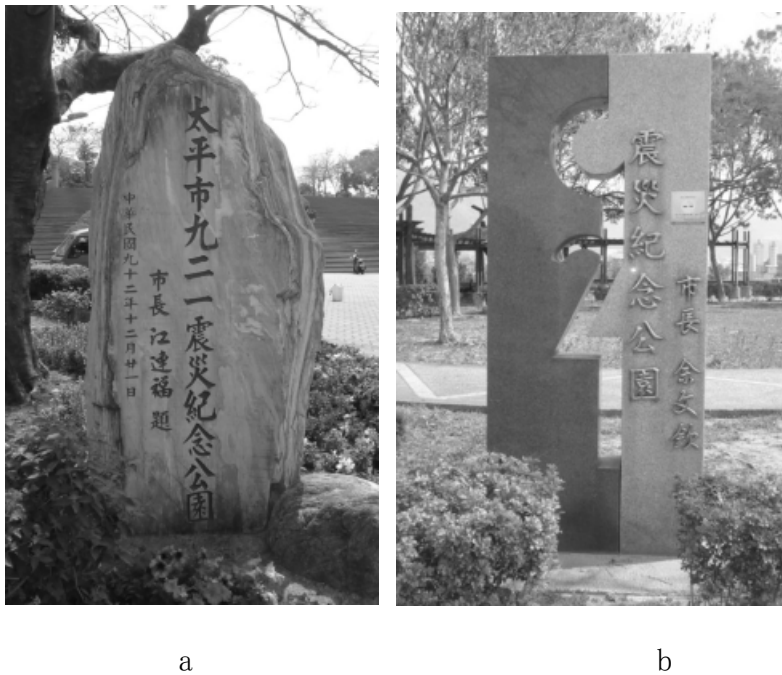 太平市九二一震災紀念公園
市長 江連福 題
中華民國九十二年十二月廿一日
921
震災紀念公園
市長 余文欽
a
b